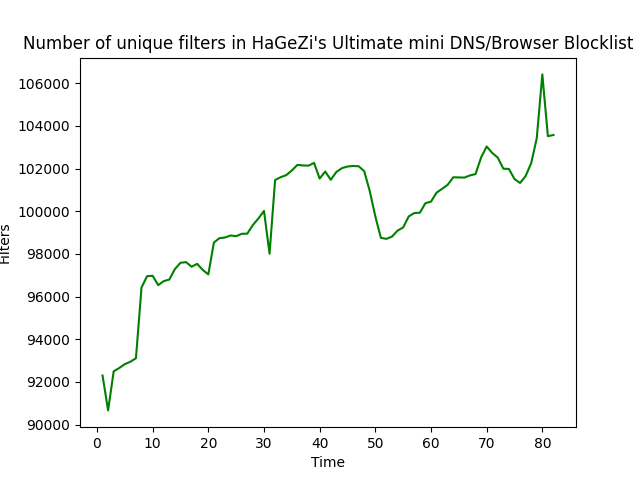 Number of unique filters in HaGeZi's Ultimate mini DNS/Browser Blocklist
106000
104000
102000
100000
98000
96000
94000
92000
90000
Filters
0 10 20 30 40 50 60 70 80
Time